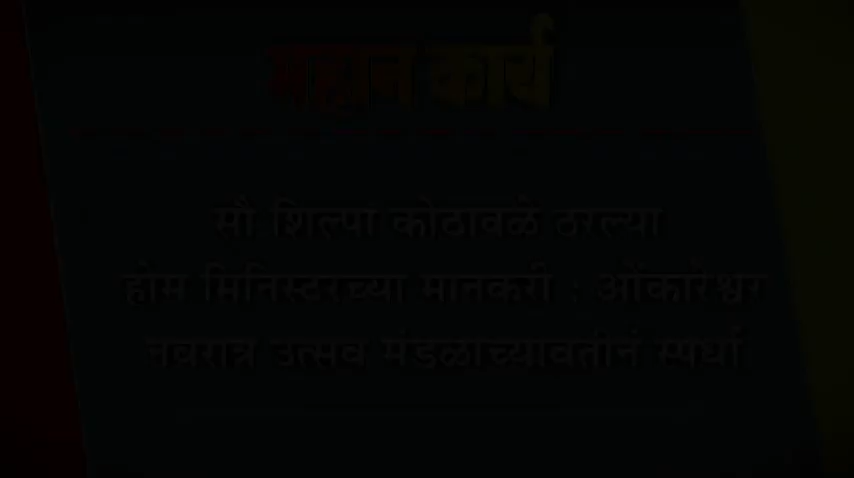 महान कार्य
सौ शिल्पा कोठावळे ठरल्या
होम मिनिस्टरच्या मानकरी : ओंकारेश्वर
नवरात्र उत्सव मंडळाच्यावतीनं स्पर्धा